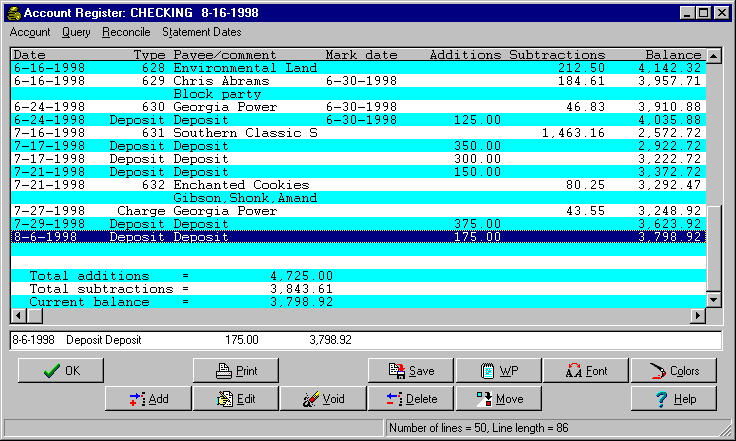 Account Register: CHECKING 8-16-1998
Account Query Reconcile Statement Dates
Date Type Payee/comment Mark date Additions Subtractions Balance
6-16-1998 628 Environmental Land 212.50 4,142.32
6-16-1998 629 Chris Abrams 6-30-1998 184.61 3,957.71
Block party
6-24-1998 630 Georgia Power 6-30-1998 46.83 3,910.88
6-24-1998 Deposit Deposit 6-30-1998 125.00 4,035.88
7-16-1998 631 Southern Classic S 1,463.16 2,572.72
7-17-1998 Deposit Deposit 350.00 2,922.72
7-17-1998 Deposit Deposit 300.00 3,222.72
7-21-1998 Deposit Deposit 150.00 3,372.72
7-21-1998 632 Enchanted Cookies 80.25 3,292.47
Gibson,Shonk,Amand
7-27-1998 Charge Georgia Power 43.55 3,248.92
7-29-1998 Deposit Deposit 375.00 3,623.92
8-6-1998 Deposit Deposit 175.00 3,798.92
Total additions = 4,725.00
Total subtractions = 3,843.61
Current balance = 3,798.92
8-6-1998 Deposit Deposit 175.00 3,798.92
OK Print Save WP Font Colors
Add Edit Void Delete Move Help
Number of lines = 50, Line length = 86